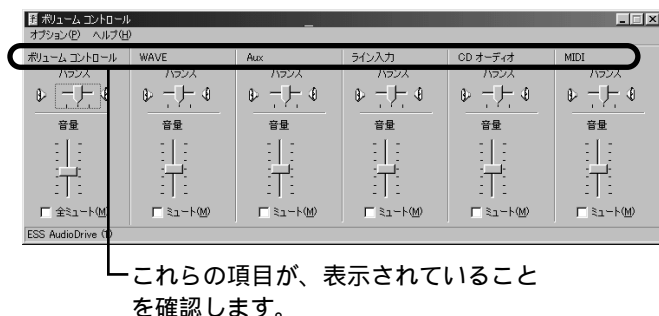 ボリューム コントロール
オプション(P) ヘルプ(H)
ボリューム コントロール WAVE Aux ライン入力 CD オーディオ MIDI
バランス バランス バランス バランス バランス バランス
音量 音量 音量 音量 音量 音量
全ミュート(M) ミュート(M) ミュート(M) ミュート(M) ミュート(M) ミュート(M)
ESS AudioDrive (1)
これらの項目が、表示されていること
を確認します。